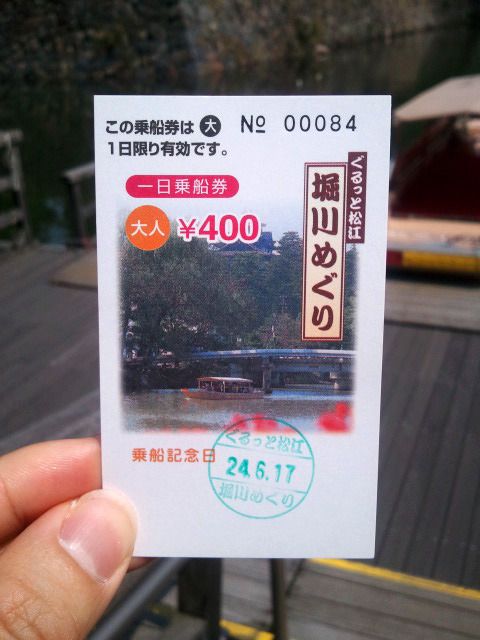 この乗船券は 大 № 00084
1日限り有効です。
一日乗船券
大人 ¥400
ぐるっと松江
堀川めぐり
乗船記念日
ぐるっと松江
24.6.17
堀川めぐり